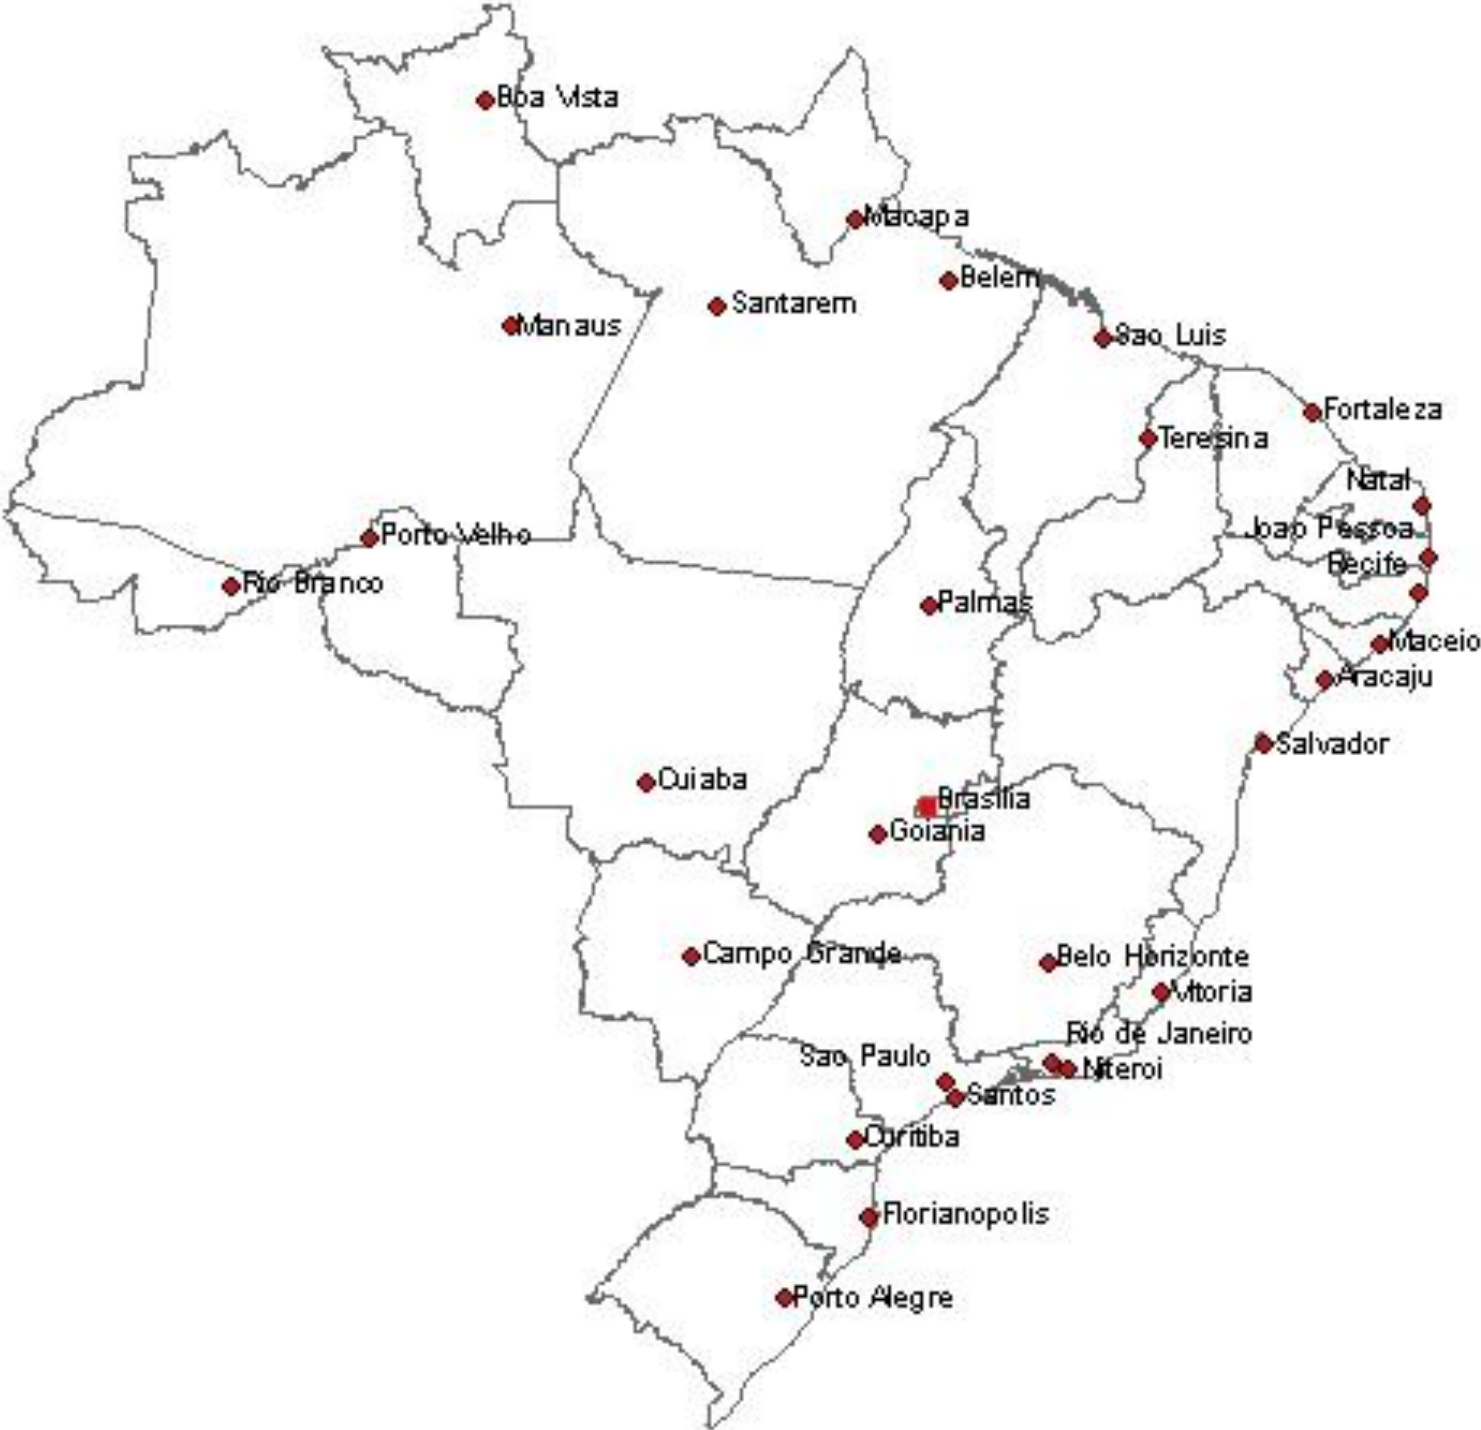 Boa Vista
Macapa
Belem
Santarem
Manaus
Sao Luis
Fortaleza
Teresina
Natal
Joao Pessoa
Porto Velho
Recife
Rio Branco
Palmas
Maceio
Aracaju
Salvador
Cuiaba
Brasilia
Goiania
Campo Grande
Belo Horizonte
Vitoria
Rio de Janeiro
Sao Paulo
Niteroi
Santos
Curitiba
Florianopolis
Porto Alegre